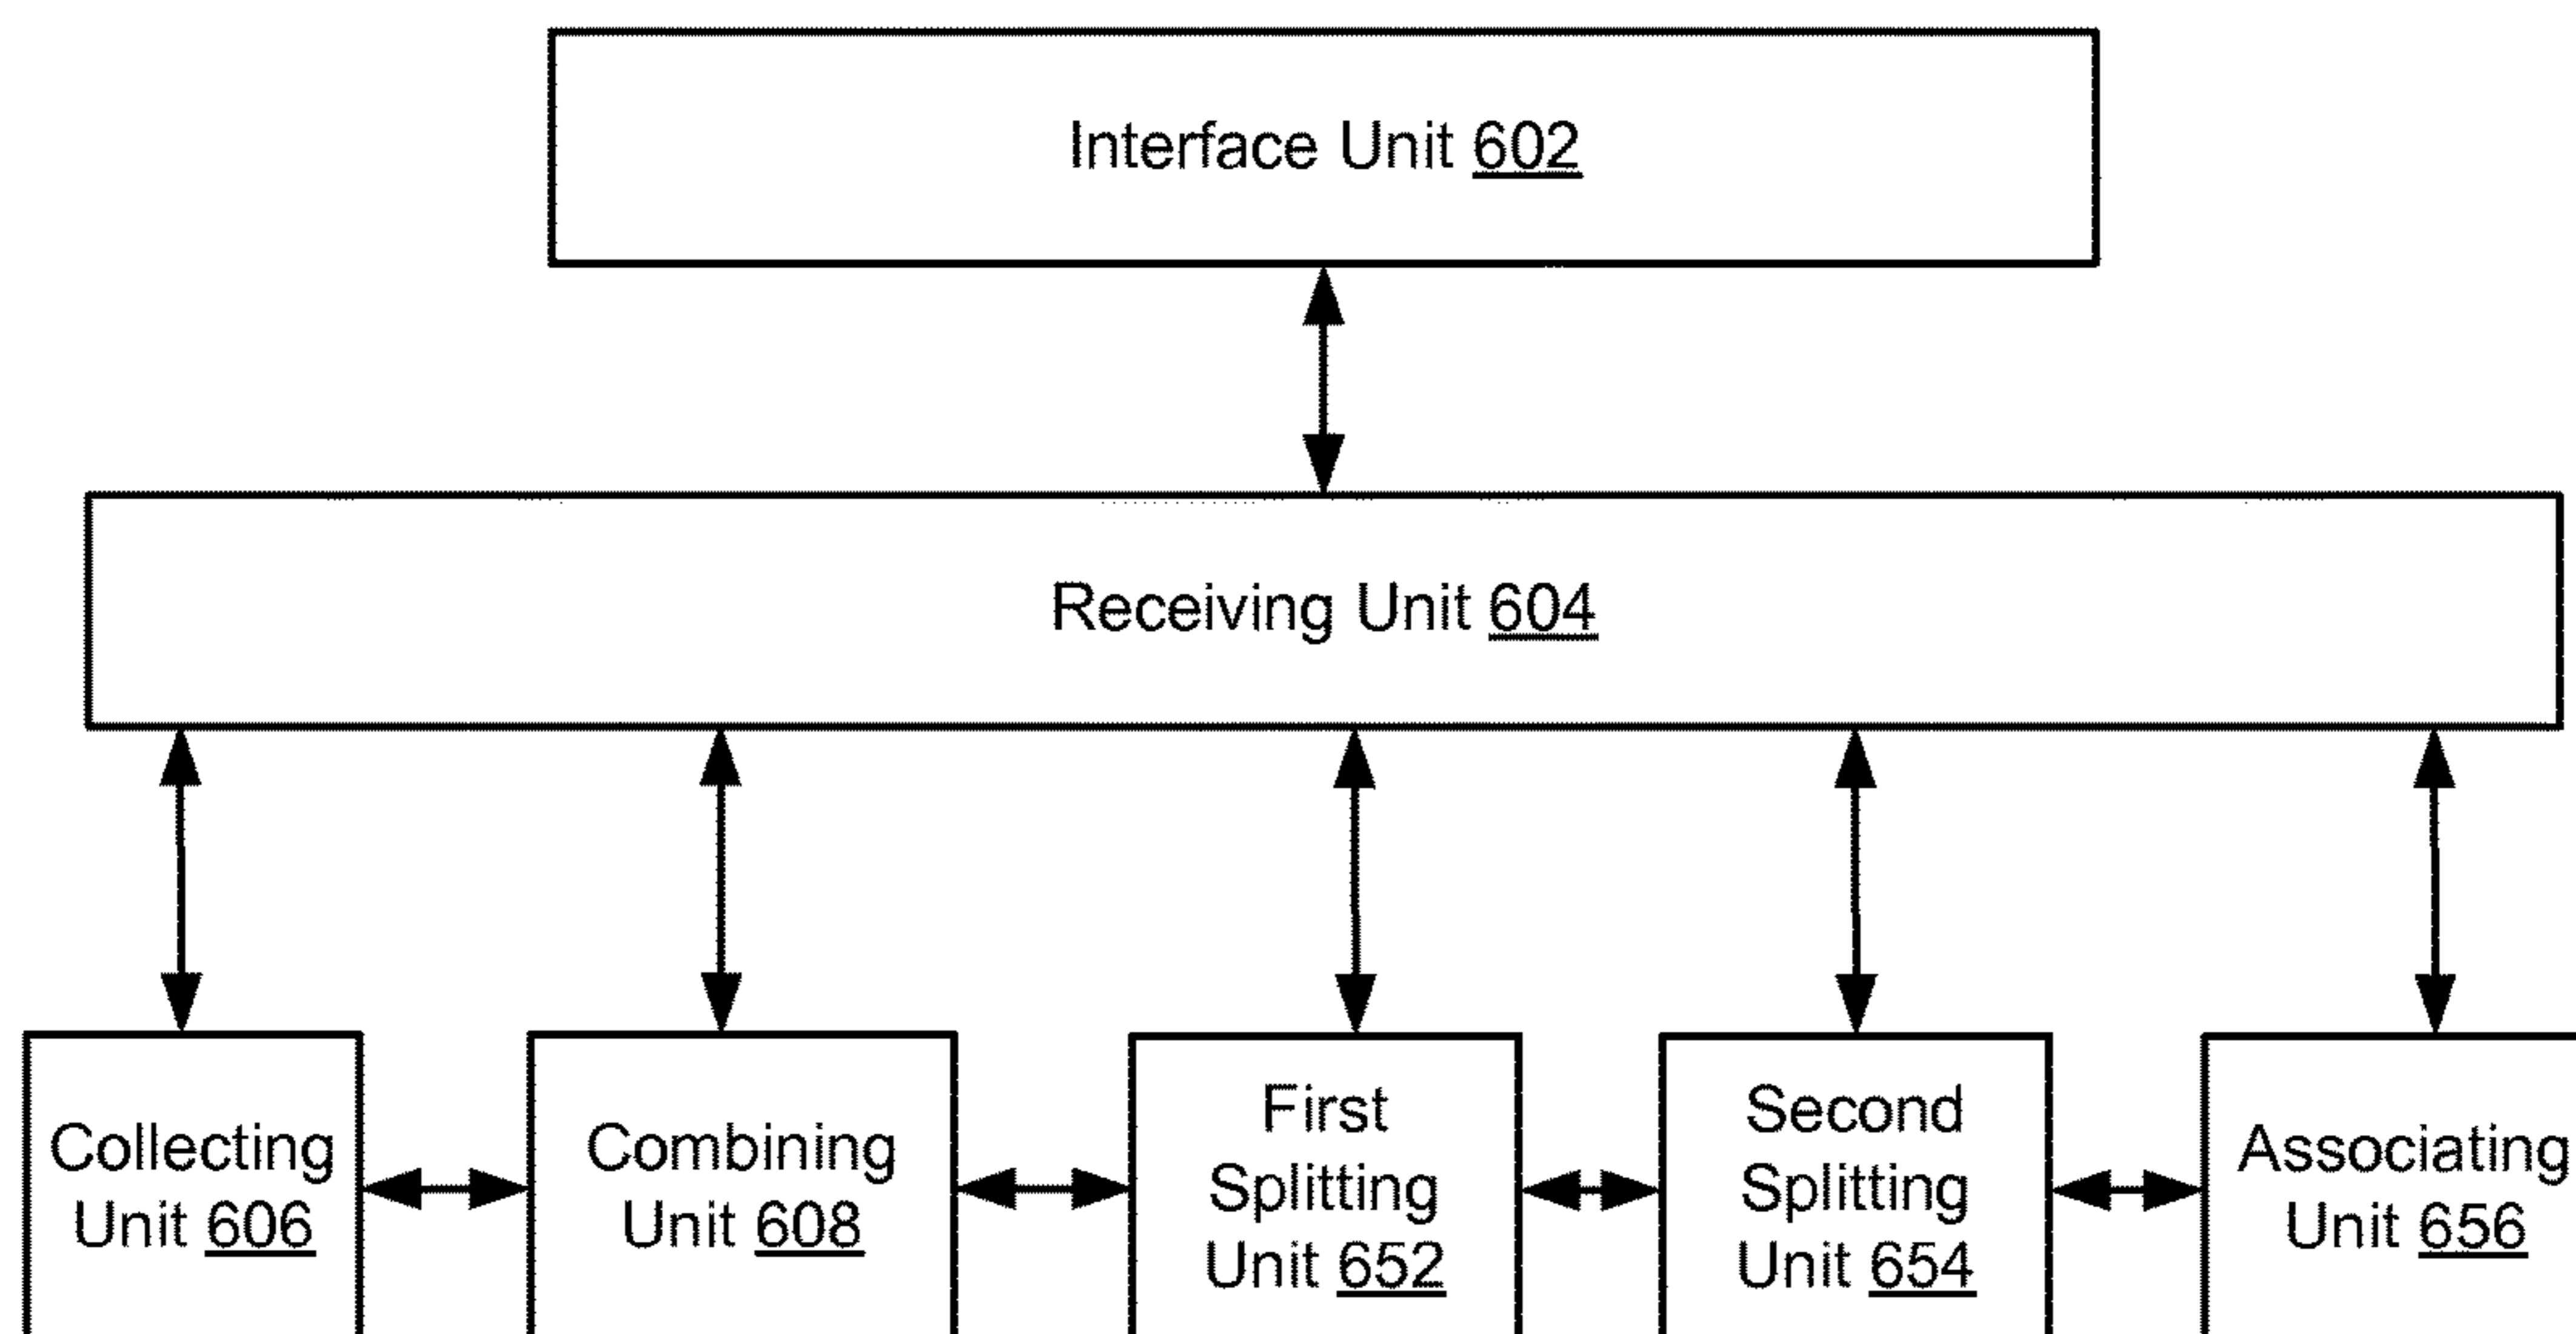 Interface Unit 602
Receiving Unit 604
Collecting
Unit 606
Combining
Unit 608
First
Splitting
Unit 652
Second
Splitting
Unit 654
Associating
Unit 656